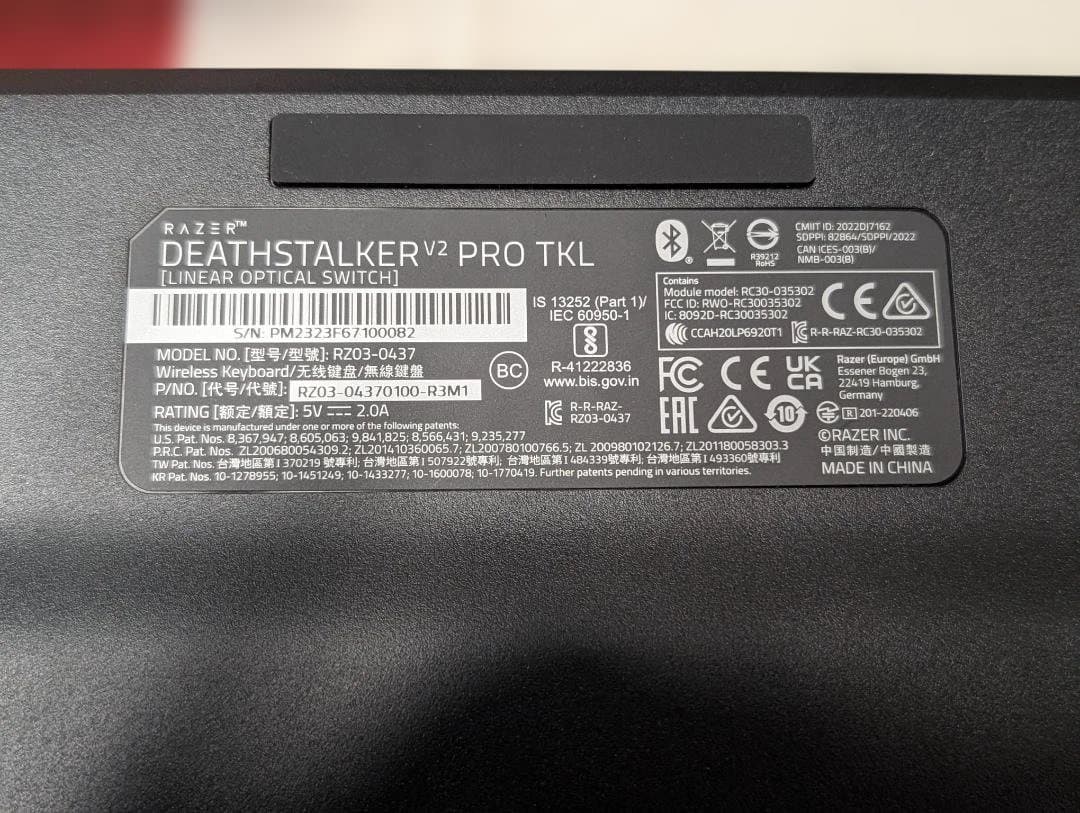 RAZER™
DEATHSTALKER V2 PRO TKL
[LINEAR OPTICAL SWITCH]
S/N: PM2323F67100082
MODEL NO. [型号/型號]: RZ03-0437
Wireless Keyboard/无线键盘/無線鍵盤
P/NO. [代号/代號]: RZ03-04370100-R3M1
RATING [额定/額定]: 5V ⎓ 2.0A
This device is manufactured under one or more of the following patents:
U.S. Pat. Nos. 8,367,947; 8,605,063; 9,841,825; 8,566,431; 9,235,277
P.R.C. Pat. Nos. ZL200680054309.2; ZL201410360065.7; ZL200780100766.5; ZL 200980102126.7; ZL201180058303.3
TW Pat. Nos. 台灣地區第I 370219 號專利; 台灣地區第I 507922號專利; 台灣地區第I 484339號專利; 台灣地區第I 493360號專利
KR Pat. Nos. 10-1278955; 10-1451249; 10-1433277; 10-1600078; 10-1770419. Further patents pending in various territories.
IS 13252 (Part 1)/
IEC 60950-1
R-41222836
www.bis.gov.in
BC
R-R-RAZ-
RZ03-0437
R39212
RoHS
CMIIT ID: 2022DJ7162
SDPPI: 82864/SDPPI/2022
CAN ICES-003(B)/
NMB-003(B)
Contains
Module model: RC30-035302
FCC ID: RWO-RC30035302
IC: 8092D-RC30035302
CCAH20LP6920T1
R-R-RAZ-RC30-035302
CE
FC CE UK CA
Razer (Europe) GmbH
Essener Bogen 23,
22419 Hamburg,
Germany
EAC 10 R 201-220406
©RAZER INC.
中国制造/中國製造
MADE IN CHINA